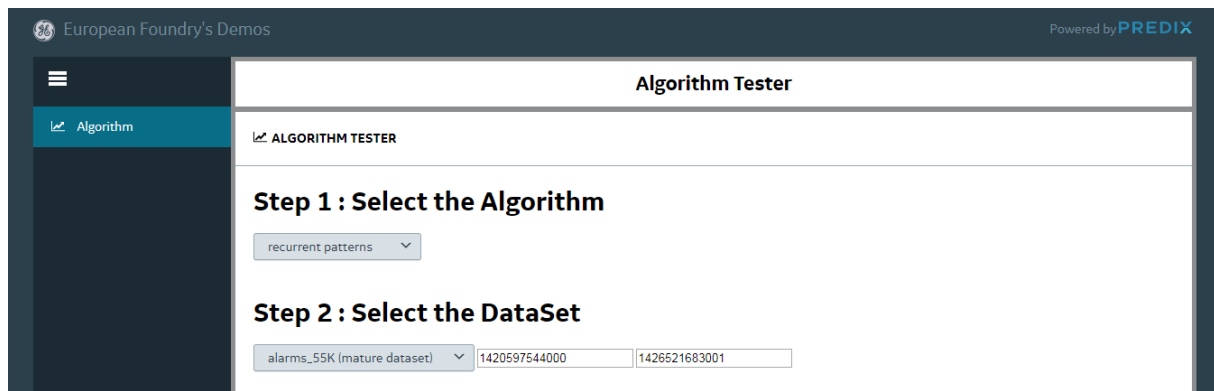 European Foundry's Demos
Powered by PREDIX
Algorithm Tester
Algorithm
ALGORITHM TESTER
Step 1 : Select the Algorithm
recurrent patterns
Step 2 : Select the DataSet
alarms_55K (mature dataset) 1420597544000 1426521683001